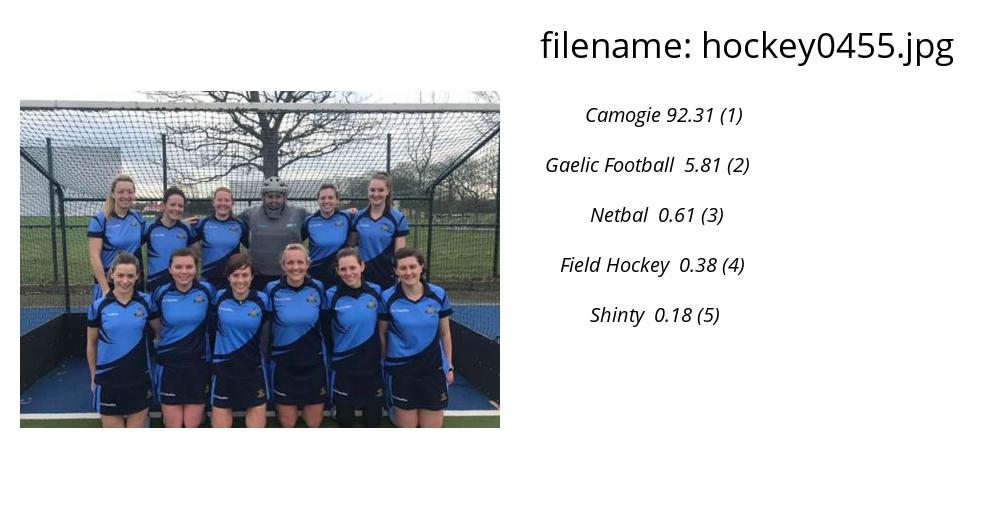 filename: hockey0455.jpg
Camogie 92.31 (1)
Gaelic Football 5.81 (2)
Netbal 0.61 (3)
Field Hockey 0.38 (4)
Shinty 0.18 (5)